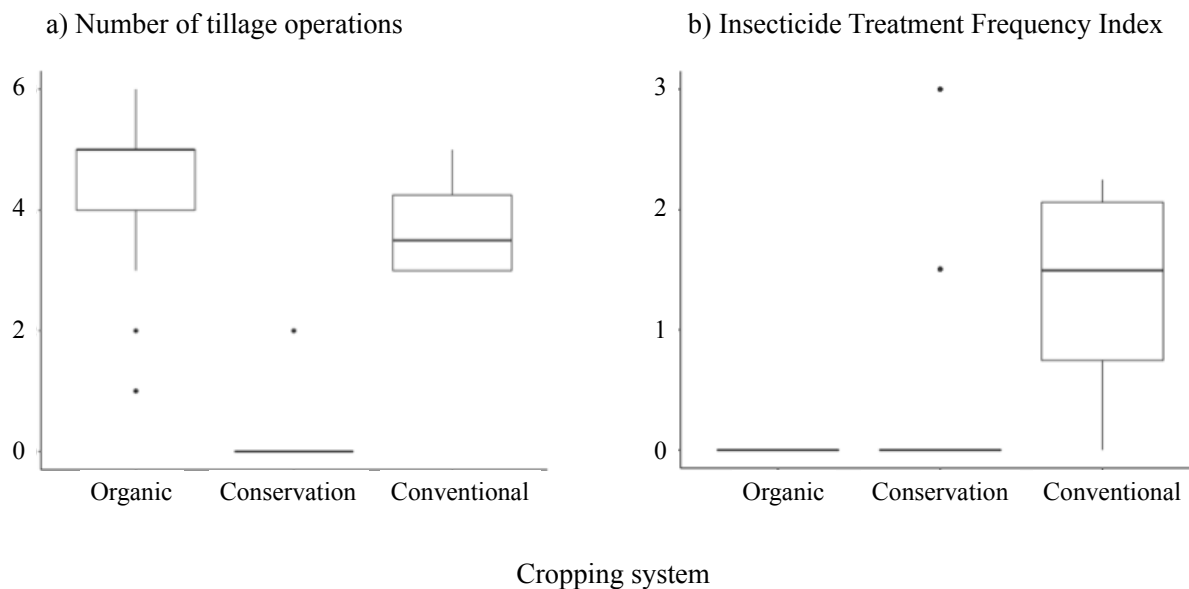 a) Number of tillage operations
6
4
2
0
Organic Conservation Conventional
b) Insecticide Treatment Frequency Index
3
2
1
0
Organic Conservation Conventional
Cropping system